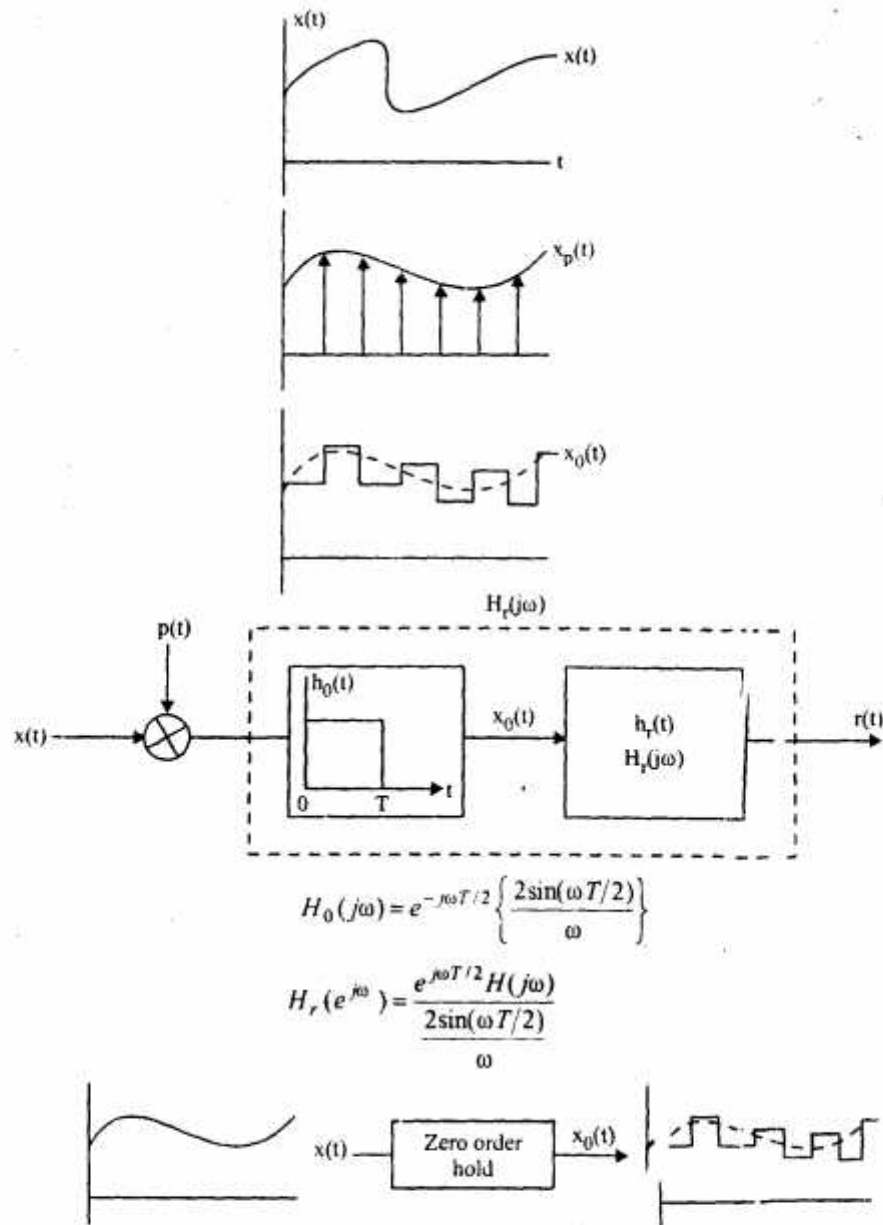 x(t)
x(t)
t
x_p(t)
x_0(t)
H_r(jω)
p(t)
h_0(t)
x(t)
x_0(t)
h_r(t)
H_r(jω)
r(t)
0 T t
H_0(jω) = e^{-jωT/2} { 2sin(ωT/2) / ω }
H_r(e^{jω}) = e^{jωT/2} H(jω) / (2sin(ωT/2) / ω)
x(t)
Zero order
hold
x_0(t)